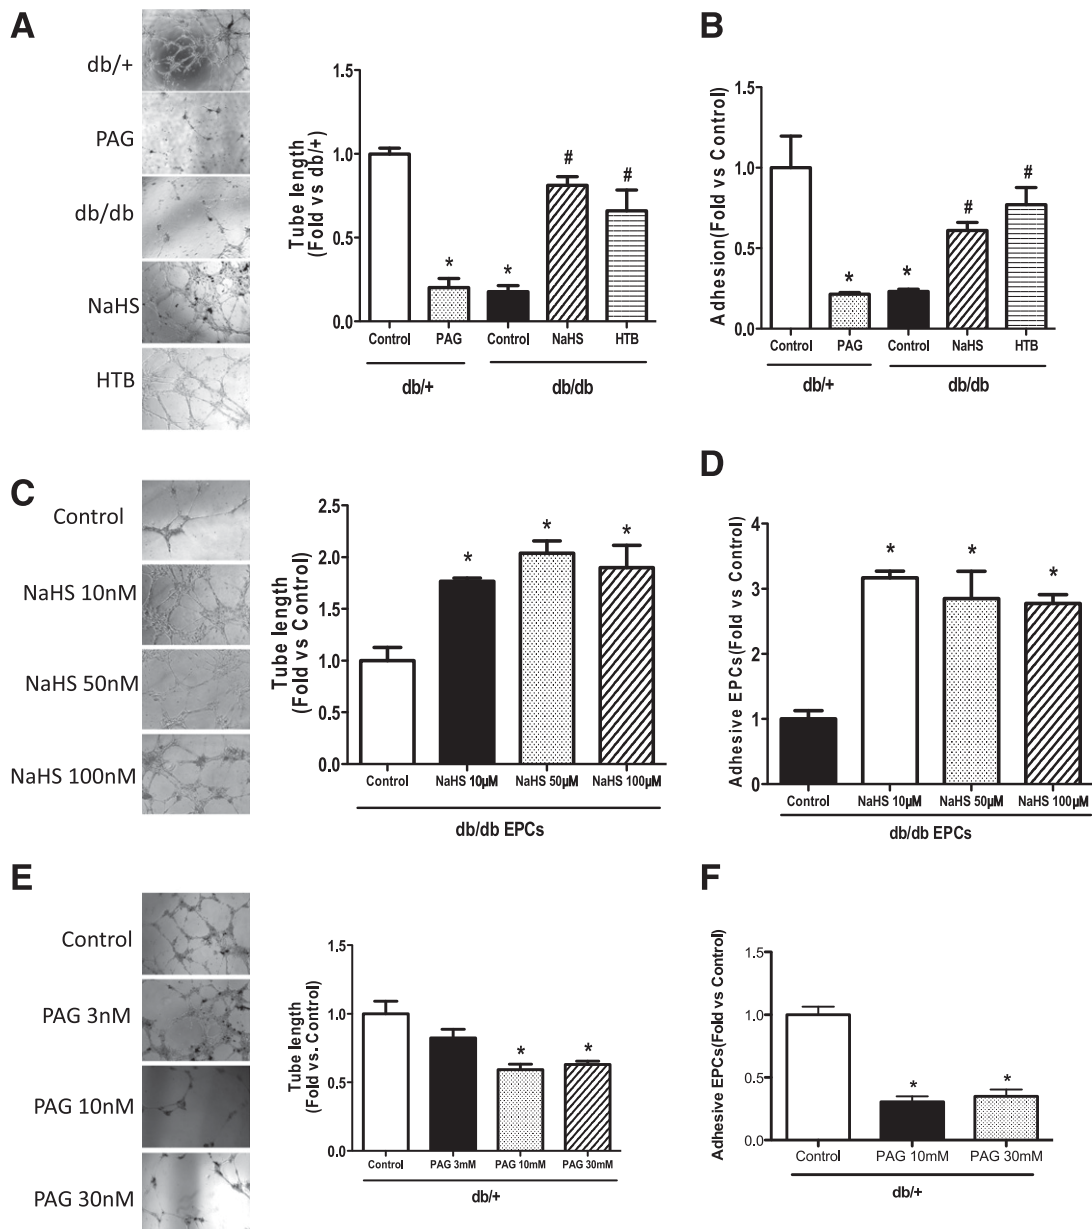 A
db/+
PAG
db/db
NaHS
HTB
Tube length
(Fold vs db/+)
1.5
1.0
0.5
0.0
*
*
#
#
Control
PAG
Control
NaHS
HTB
db/+
db/db
B
Adhesion(Fold vs Control)
1.5
1.0
0.5
0.0
*
*
#
#
Control
PAG
Control
NaHS
HTB
db/+
db/db
C
Control
NaHS 10nM
NaHS 50nM
NaHS 100nM
Tube length
(Fold vs Control)
2.5
2.0
1.5
1.0
0.5
0.0
*
*
*
Control
NaHS 10µM
NaHS 50µM
NaHS 100µM
db/db EPCs
D
Adhesive EPCs(Fold vs Control)
4
3
2
1
0
*
*
*
Control
NaHS 10µM
NaHS 50µM
NaHS 100µM
db/db EPCs
E
Control
PAG 3nM
PAG 10nM
PAG 30nM
Tube length
(Fold vs. Control)
1.5
1.0
0.5
0.0
*
*
Control
PAG 3mM
PAG 10mM
PAG 30mM
db/+
F
Adhesive EPCs(Fold vs Control)
1.5
1.0
0.5
0.0
*
*
Control
PAG 10mM
PAG 30mM
db/+